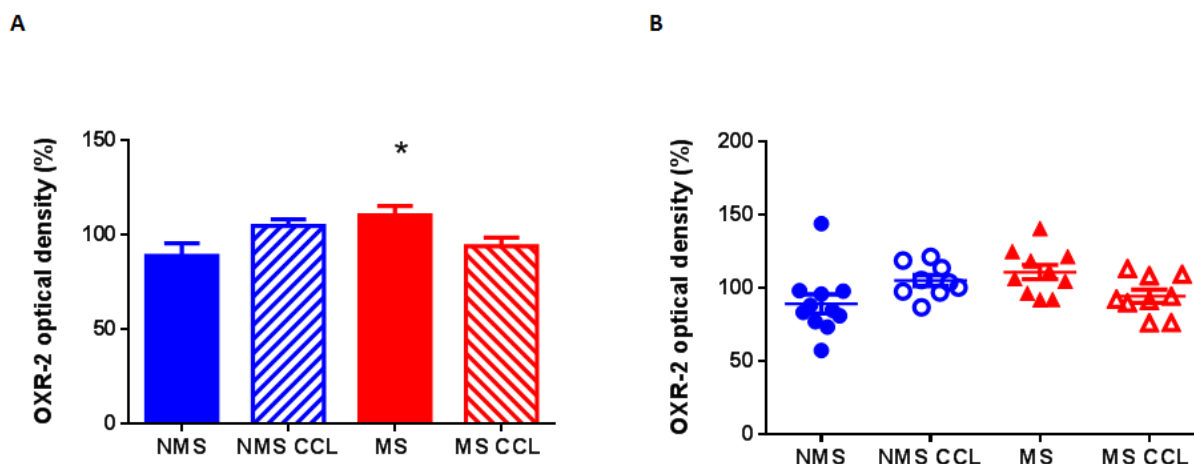 A
B
OXR-2 optical density (%)
150
100
50
0
*
NMS
NMS CCL
MS
MS CCL
OXR-2 optical density (%)
200
150
100
50
0
NMS
NMS CCL
MS
MS CCL